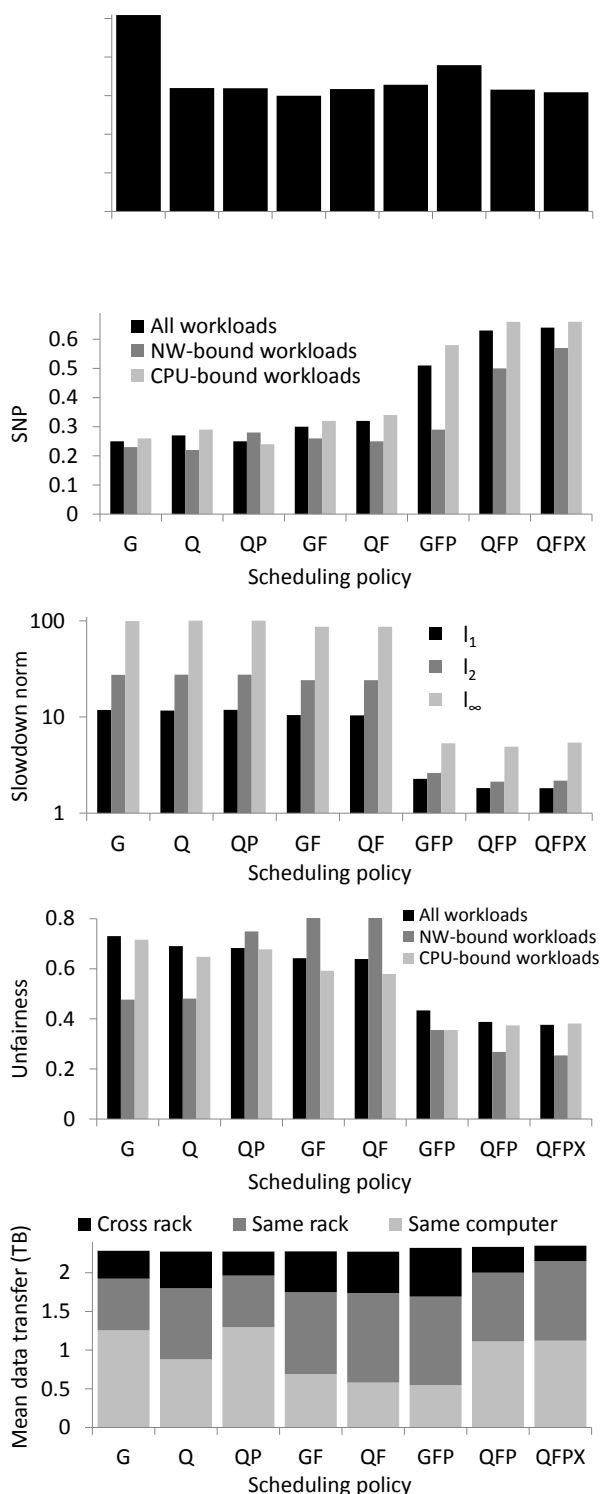 All workloads
NW-bound workloads
CPU-bound workloads
SNP
0.6
0.5
0.4
0.3
0.2
0.1
0
G Q QP GF QF GFP QFP QFPX
Scheduling policy
Slowdown norm
100
10
1
l1
l2
l∞
G Q QP GF QF GFP QFP QFPX
Scheduling policy
Unfairness
0.8
0.6
0.4
0.2
0
All workloads
NW-bound workloads
CPU-bound workloads
G Q QP GF QF GFP QFP QFPX
Scheduling policy
Cross rack Same rack Same computer
Mean data transfer (TB)
2
1.5
1
0.5
0
G Q QP GF QF GFP QFP QFPX
Scheduling policy